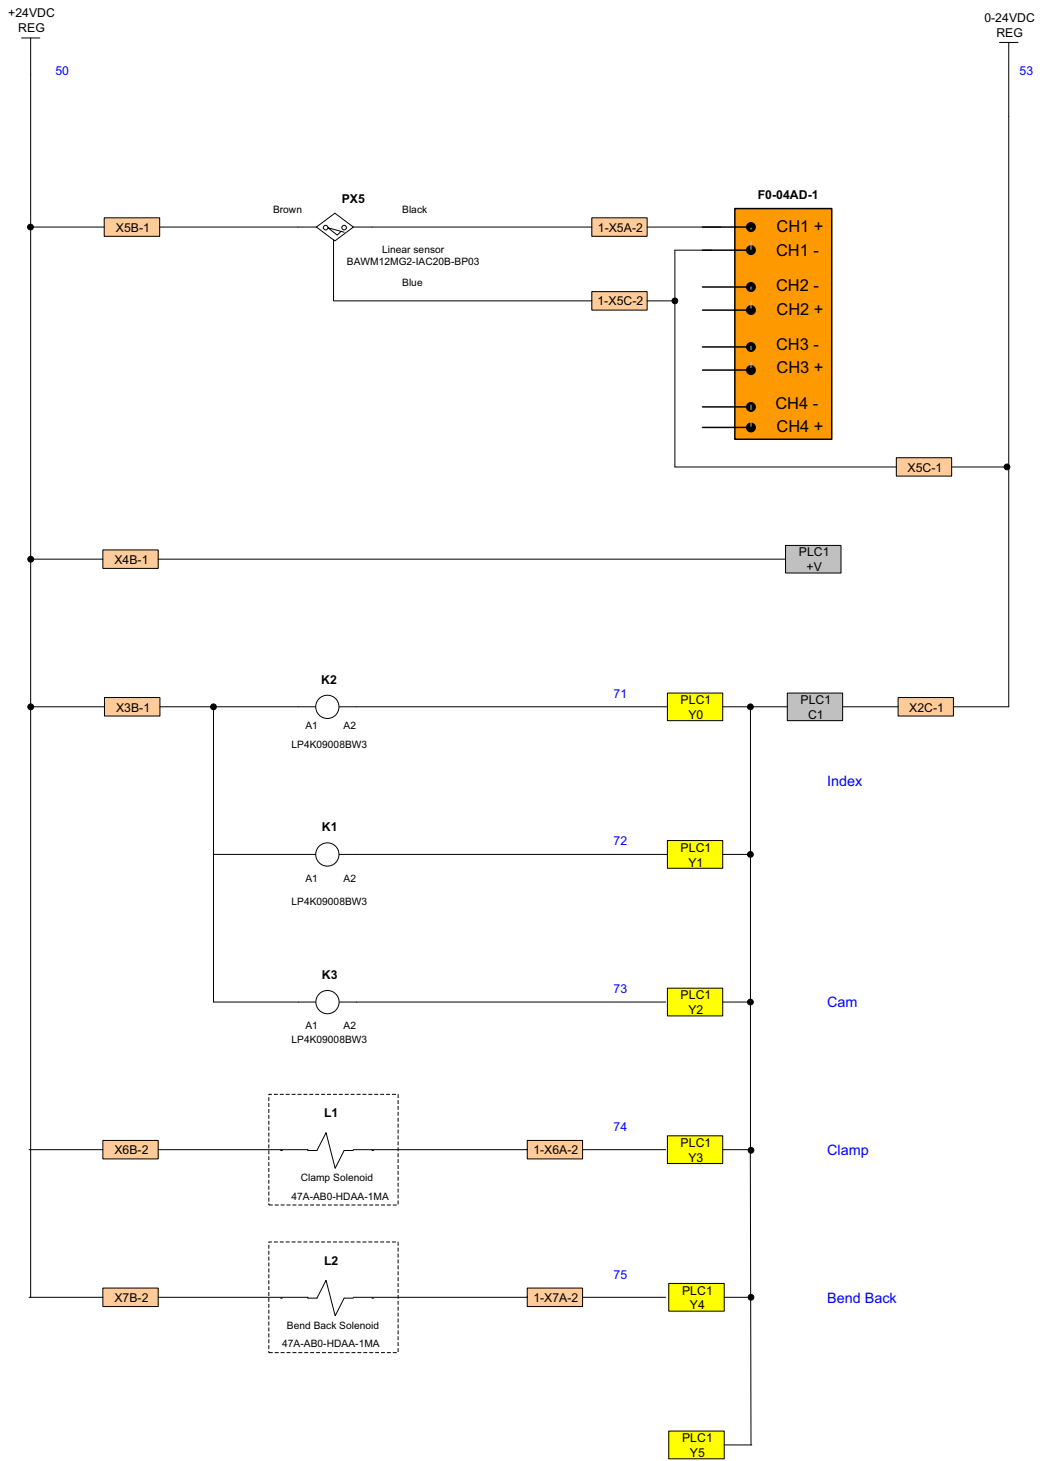 +24VDC
REG
0-24VDC
REG
50
53
PX5
F0-04AD-1
Brown
Black
X5B-1
1-X5A-2
CH1 +
Linear sensor
BAWM12MG2-IAC20B-BP03
CH1 -
Blue
CH2 -
1-X5C-2
CH2 +
CH3 -
CH3 +
CH4 -
CH4 +
X5C-1
X4B-1
PLC1
+V
K2
71
X3B-1
PLC1
Y0
PLC1
C1
X2C-1
A1
A2
LP4K09008BW3
Index
K1
72
PLC1
Y1
A1
A2
LP4K09008BW3
K3
73
PLC1
Y2
Cam
A1
A2
LP4K09008BW3
L1
74
X6B-2
1-X6A-2
PLC1
Y3
Clamp
Clamp Solenoid
47A-AB0-HDAA-1MA
L2
75
X7B-2
1-X7A-2
PLC1
Y4
Bend Back
Bend Back Solenoid
47A-AB0-HDAA-1MA
PLC1
Y5